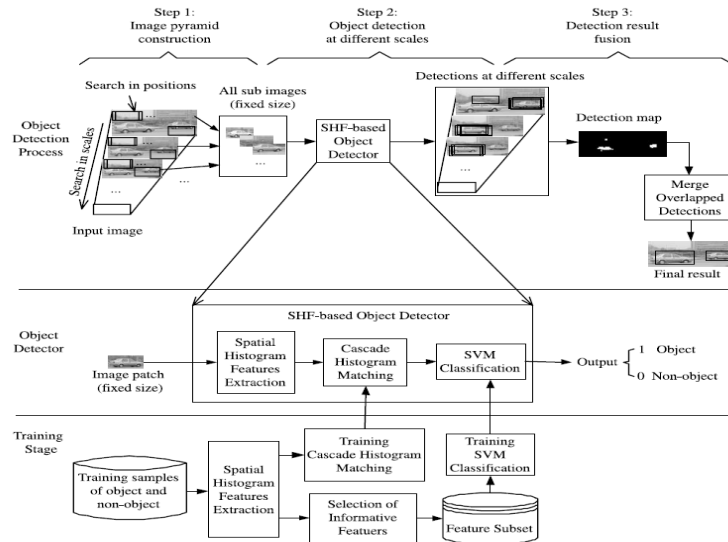 Step 1:
Image pyramid
construction
Step 2:
Object detection
at different scales
Step 3:
Detection result
fusion
Object
Detection
Process
Search in positions
Search in scales
...
...
...
...
...
Input image
All sub images
(fixed size)
...
SHF-based
Object
Detector
Detections at different scales
...
...
Detection map
Merge
Overlapped
Detections
Final result
Object
Detector
SHF-based Object Detector
Image patch
(fixed size)
Spatial
Histogram
Features
Extraction
Cascade
Histogram
Matching
SVM
Classification
Output
1 Object
0 Non-object
Training
Stage
Training samples
of object and
non-object
Spatial
Histogram
Features
Extraction
Training
Cascade Histogram
Matching
Selection of
Informative
Featuers
Training
SVM
Classification
Feature Subset